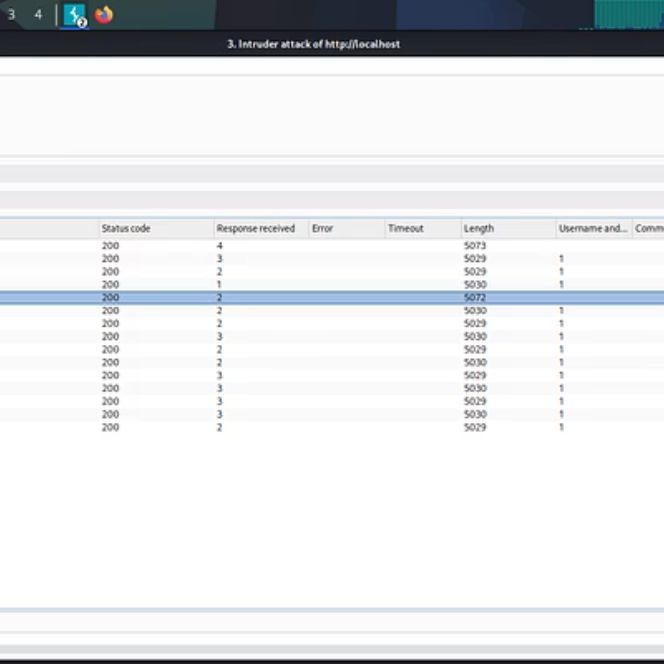 3 4 2
3. Intruder attack of http://localhost
Status code Response received Error Timeout Length Username and... Comm
200 4 5073
200 3 5029 1
200 2 5029 1
200 1 5030 1
200 2 5072
200 2 5030 1
200 2 5029 1
200 3 5030 1
200 2 5029 1
200 2 5030 1
200 3 5029 1
200 3 5030 1
200 3 5029 1
200 3 5030 1
200 2 5029 1